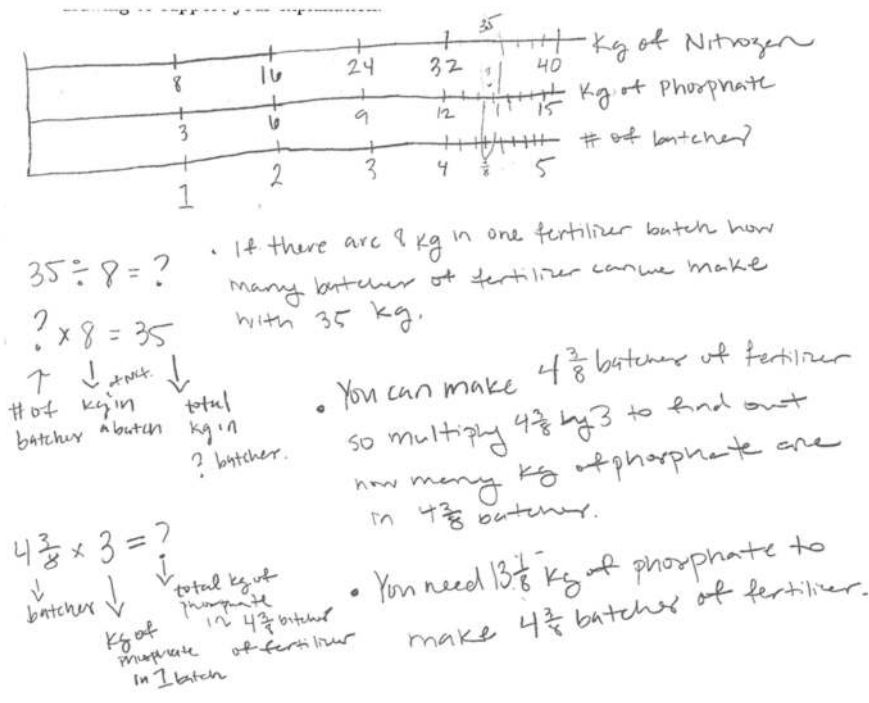 35
8 16 24 32 40 Kg of Nitrogen
?
3 6 9 12 15 Kg of Phosphate
1 2 3 4 3/8 5 # of batches?
35 ÷ 8 = ?
? x 8 = 35
# of batches
kg of Nit. in a batch
total kg in ? batches.
• If there are 8 kg in one fertilizer batch how
many batches of fertilizer can we make
with 35 kg.
• You can make 4 3/8 batches of fertilizer
so multiply 4 3/8 by 3 to find out
how many kg of phosphate are
in 4 3/8 batches.
4 3/8 x 3 = ?
batches
kg of
phosphate
in 1 batch
total kg of
phosphate
in 4 3/8 batches
of fertilizer
• You need 13 1/8 kg of phosphate to
make 4 3/8 batches of fertilizer.